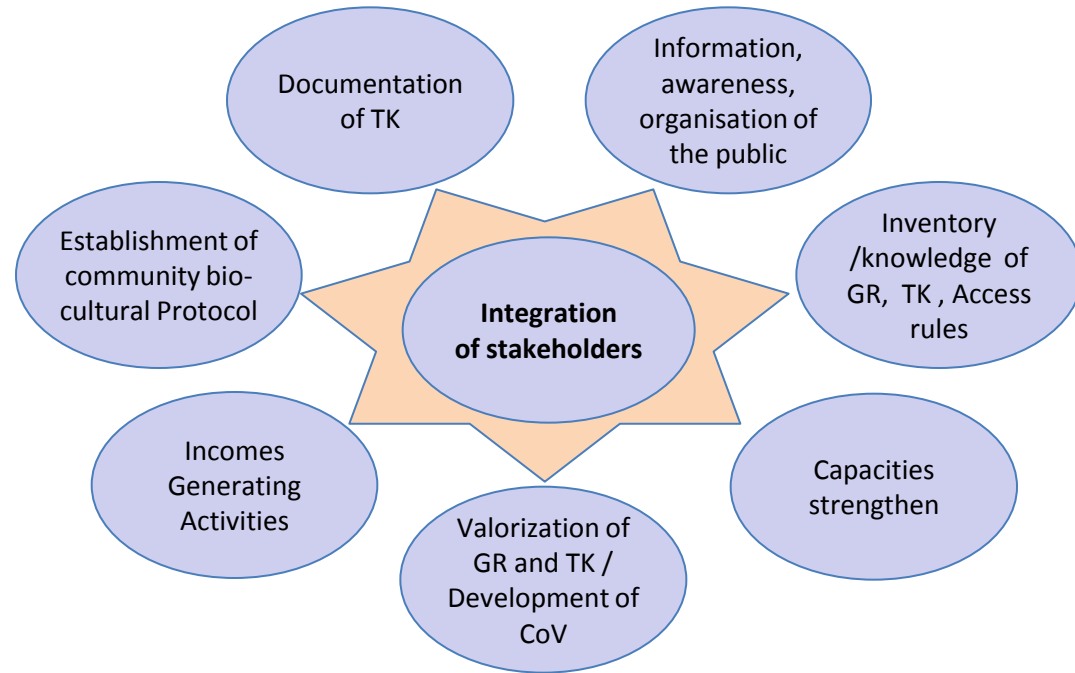 Documentation
of TK
Information,
awareness,
organisation of
the public
Establishment of
community bio-
cultural Protocol
Inventory
/knowledge of
GR, TK , Access
rules
Integration
of stakeholders
Incomes
Generating
Activities
Capacities
strengthen
Valorization of
GR and TK /
Development of
CoV